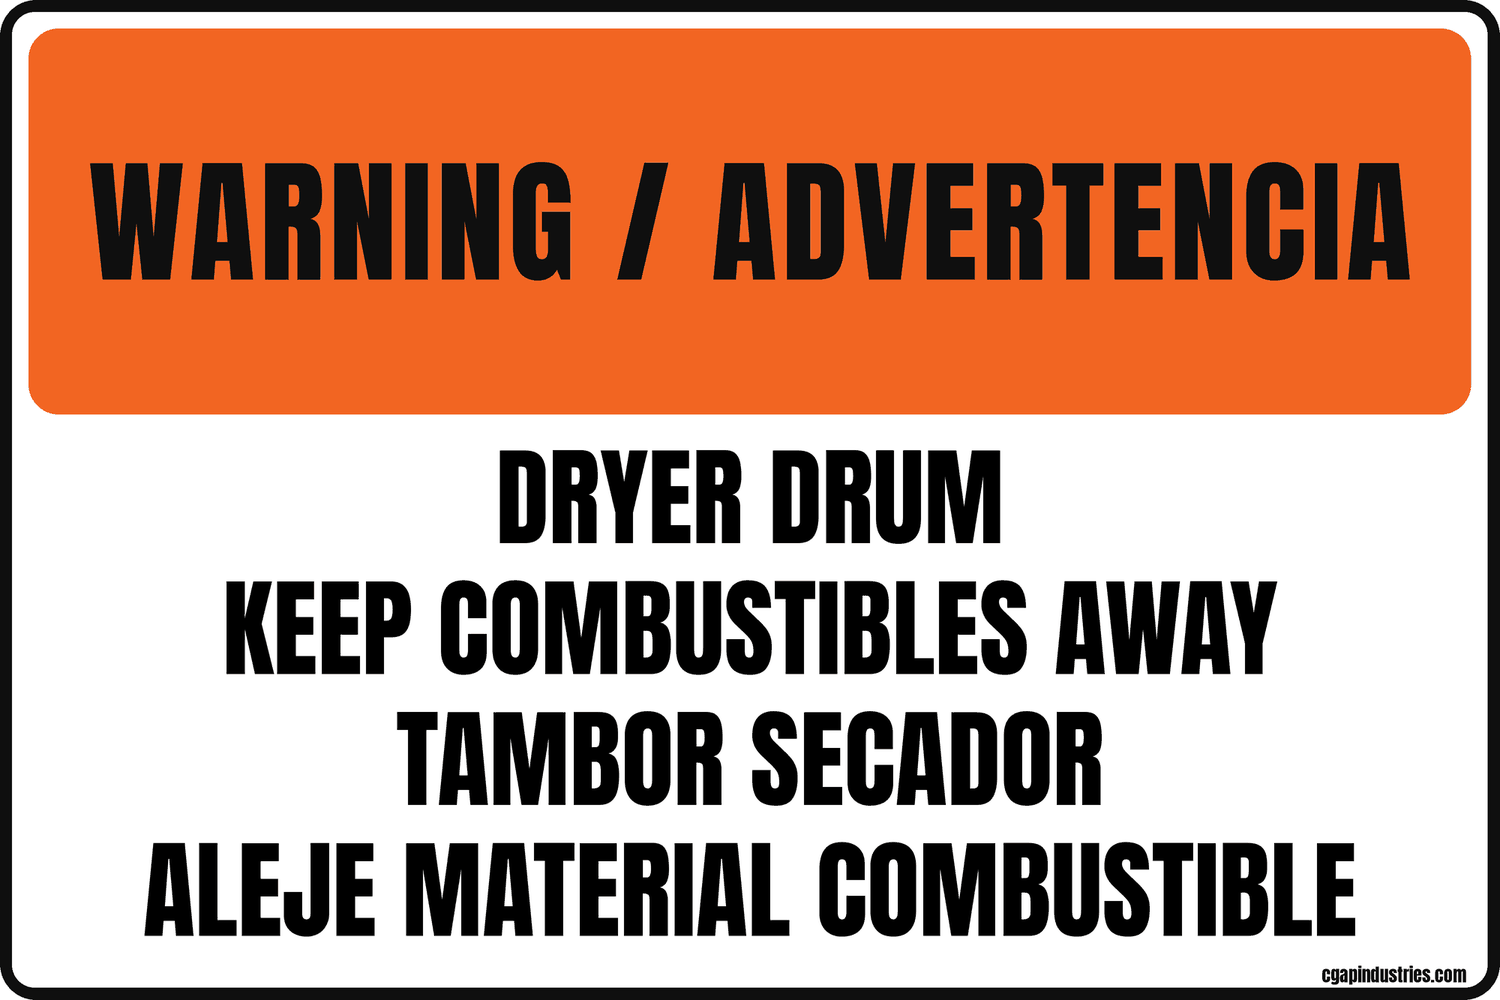 WARNING / ADVERTENCIA
DRYER DRUM
KEEP COMBUSTIBLES AWAY
TAMBOR SECADOR
ALEJE MATERIAL COMBUSTIBLE
cgapindustries.com